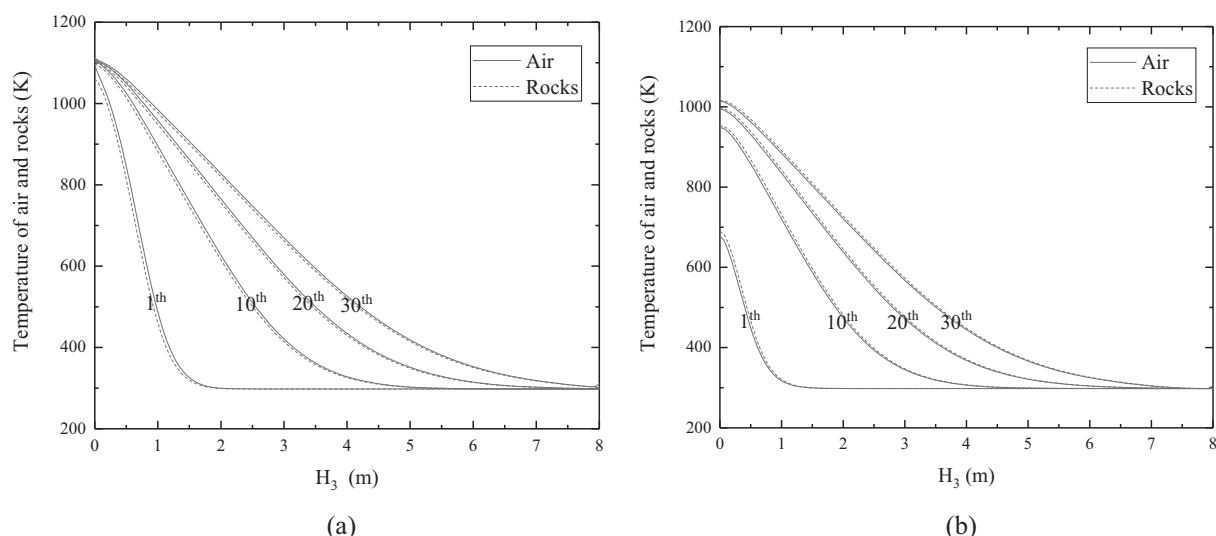 1200
1000
800
600
400
200
Temperature of air and rocks (K)
Air
Rocks
1th
10th
20th
30th
0 1 2 3 4 5 6 7 8
H3 (m)
(a)
1200
1000
800
600
400
200
Temperature of air and rocks (K)
Air
Rocks
1th
10th
20th
30th
0 1 2 3 4 5 6 7 8
H3 (m)
(b)